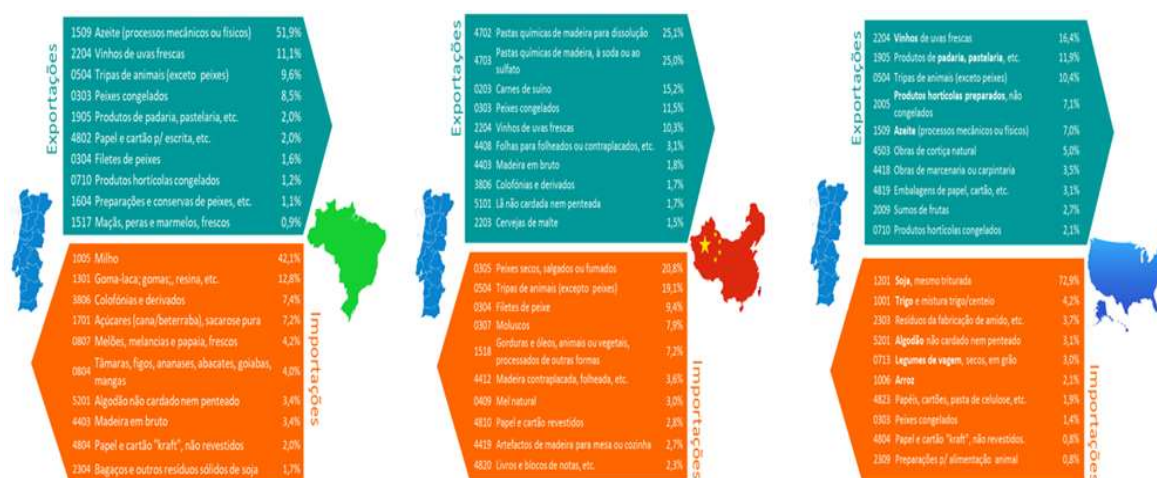 Exportações
1509 Azeite (processos mecânicos ou físicos) 51,9%
2204 Vinhos de uvas frescas 11,1%
0504 Tripas de animais (exceto peixes) 9,6%
0303 Peixes congelados 8,5%
1905 Produtos de padaria, pastelaria, etc. 2,0%
4802 Papel e cartão p/ escrita, etc. 2,0%
0304 Filetes de peixes 1,6%
0710 Produtos hortícolas congelados 1,2%
1604 Preparações e conservas de peixes, etc. 1,1%
1517 Maçãs, peras e marmelos, frescos 0,9%
1005 Milho 42,1%
1301 Goma-laca; gomas;, resina, etc. 12,8%
3806 Colofónias e derivados 7,4%
1701 Açúcares (cana/beterraba), sacarose pura 7,2%
0807 Melões, melancias e papaia, frescos 4,2%
0804 Tâmaras, figos, ananases, abacates, goiabas, mangas 4,0%
5201 Algodão não cardado nem penteado 3,4%
4403 Madeira em bruto 3,4%
4804 Papel e cartão "kraft", não revestidos 2,0%
2304 Bagaços e outros resíduos sólidos de soja 1,7%
Importações
Exportações
4702 Pastas químicas de madeira para dissolução 25,1%
4703 Pastas químicas de madeira, à soda ou ao sulfato 25,0%
0203 Carnes de suíno 15,2%
0303 Peixes congelados 11,5%
2204 Vinhos de uvas frescas 10,3%
4408 Folhas para folheados ou contraplacados, etc. 3,1%
4403 Madeira em bruto 1,8%
3806 Colofónias e derivados 1,7%
5101 Lã não cardada nem penteada 1,7%
2203 Cervejas de malte 1,5%
0305 Peixes secos, salgados ou fumados 20,8%
0504 Tripas de animais (excepto peixes) 19,1%
0304 Filetes de peixe 9,4%
0307 Moluscos 7,9%
1518 Gorduras e óleos, animais ou vegetais, processados de outras formas 7,2%
4412 Madeira contraplacada, folheada, etc. 3,6%
0409 Mel natural 3,0%
4810 Papel e cartão revestidos 2,8%
4419 Artefactos de madeira para mesa ou cozinha 2,7%
4820 Livros e blocos de notas, etc. 2,3%
Importações
Exportações
2204 Vinhos de uvas frescas 16,4%
1905 Produtos de padaria, pastelaria, etc. 11,9%
0504 Tripas de animais (exceto peixes) 10,4%
2005 Produtos hortícolas preparados, não congelados 7,1%
1509 Azeite (processos mecânicos ou físicos) 7,0%
4503 Obras de cortiça natural 5,0%
4418 Obras de marcenaria ou carpintaria 3,5%
4819 Embalagens de papel, cartão, etc. 3,1%
2009 Sumos de frutas 2,7%
0710 Produtos hortícolas congelados 2,1%
1201 Soja, mesmo triturada 72,9%
1001 Trigo e mistura trigo/centeio 4,2%
2303 Resíduos da fabricação de amido, etc. 3,7%
5201 Algodão não cardado nem penteado 3,1%
0713 Legumes de vagem, secos, em grão 3,0%
1006 Arroz 2,1%
4823 Papéis, cartões, pasta de celulose, etc. 1,9%
0303 Peixes congelados 1,4%
4804 Papel e cartão "kraft", não revestidos. 0,8%
2309 Preparações p/ alimentação animal 0,8%
Importações